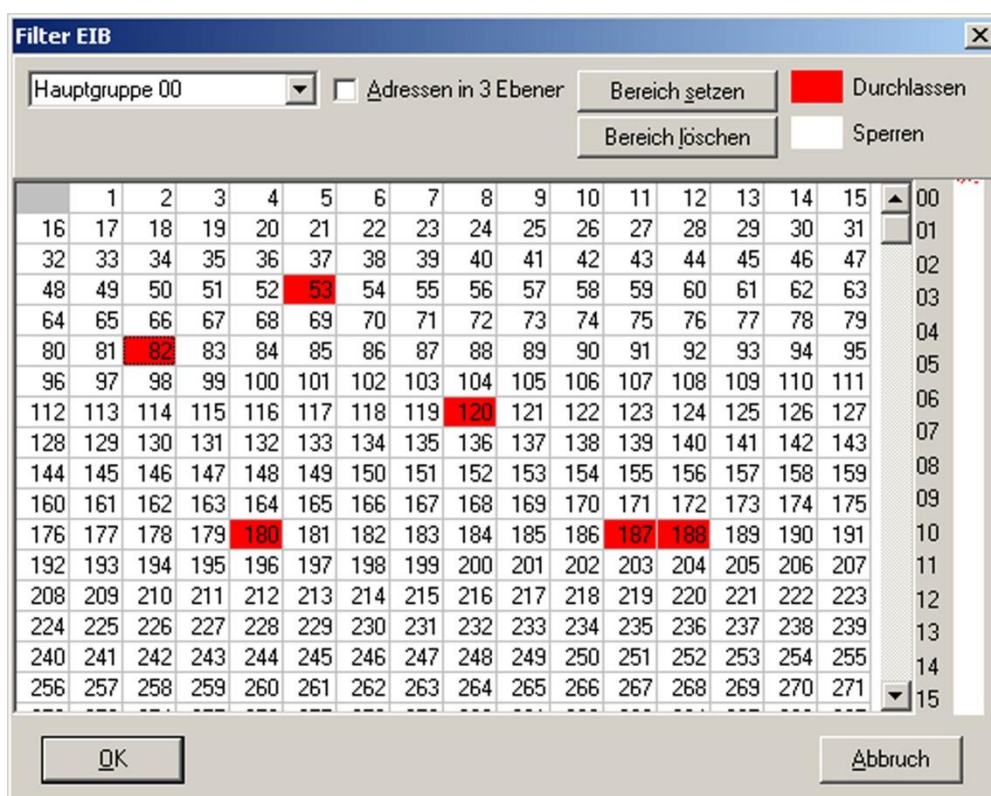 Filter EIB
Hauptgruppe 00 Adressen in 3 Ebener Bereich setzen Durchlassen
Bereich löschen Sperren
1 2 3 4 5 6 7 8 9 10 11 12 13 14 15 00
16 17 18 19 20 21 22 23 24 25 26 27 28 29 30 31 01
32 33 34 35 36 37 38 39 40 41 42 43 44 45 46 47 02
48 49 50 51 52 53 54 55 56 57 58 59 60 61 62 63 03
64 65 66 67 68 69 70 71 72 73 74 75 76 77 78 79 04
80 81 82 83 84 85 86 87 88 89 90 91 92 93 94 95 05
96 97 98 99 100 101 102 103 104 105 106 107 108 109 110 111 06
112 113 114 115 116 117 118 119 120 121 122 123 124 125 126 127 07
128 129 130 131 132 133 134 135 136 137 138 139 140 141 142 143
144 145 146 147 148 149 150 151 152 153 154 155 156 157 158 159 08
160 161 162 163 164 165 166 167 168 169 170 171 172 173 174 175 09
176 177 178 179 180 181 182 183 184 185 186 187 188 189 190 191 10
192 193 194 195 196 197 198 199 200 201 202 203 204 205 206 207 11
208 209 210 211 212 213 214 215 216 217 218 219 220 221 222 223 12
224 225 226 227 228 229 230 231 232 233 234 235 236 237 238 239 13
240 241 242 243 244 245 246 247 248 249 250 251 252 253 254 255 14
256 257 258 259 260 261 262 263 264 265 266 267 268 269 270 271 15
OK Abbruch